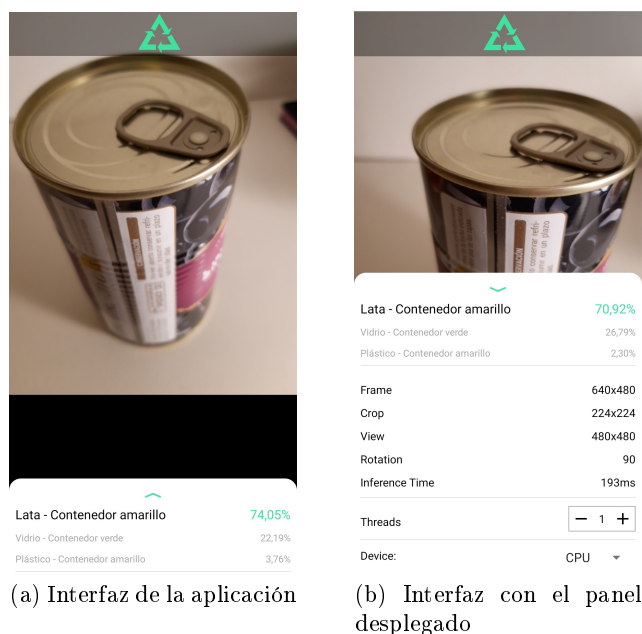 Lata - Contenedor amarillo 74,05%
Vidrio - Contenedor verde 22,19%
Plástico - Contenedor amarillo 3,76%
(a) Interfaz de la aplicación
Lata - Contenedor amarillo 70,92%
Vidrio - Contenedor verde 26,79%
Plástico - Contenedor amarillo 2,30%
Frame 640x480
Crop 224x224
View 480x480
Rotation 90
Inference Time 193ms
Threads 1
Device: CPU
(b) Interfaz con el panel
desplegado